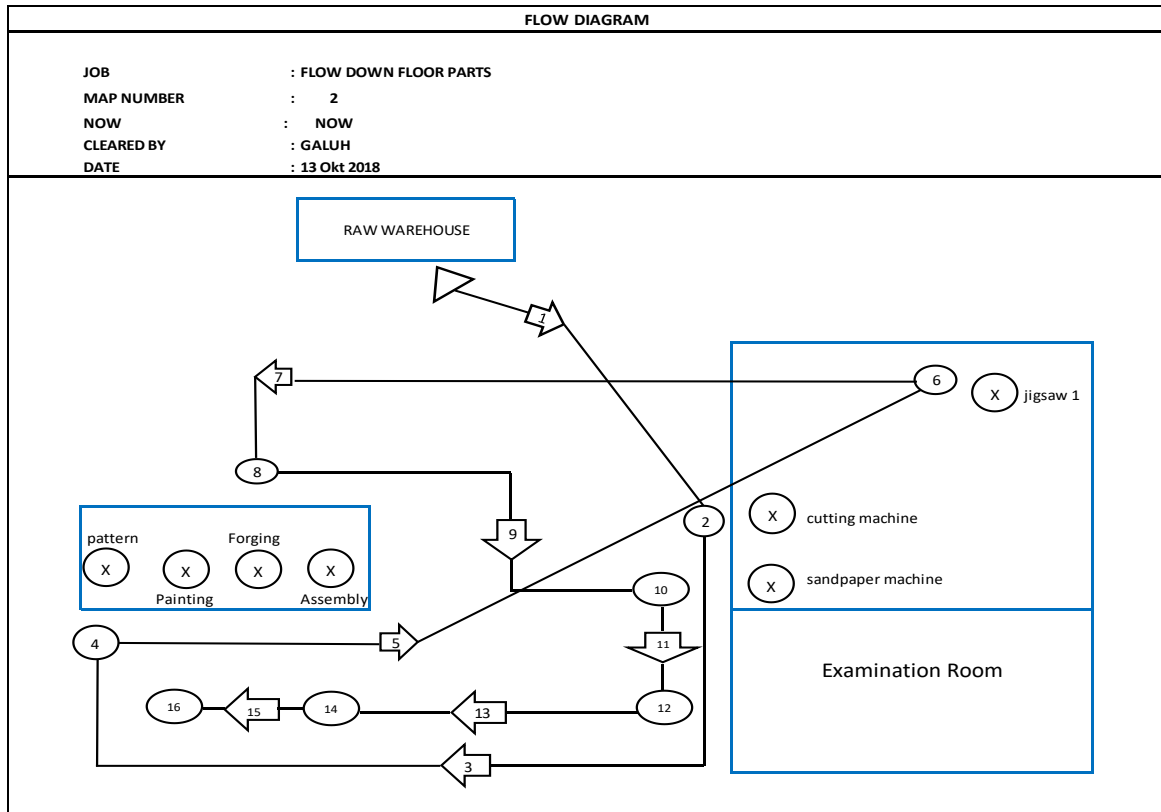 FLOW DIAGRAM
JOB : FLOW DOWN FLOOR PARTS
MAP NUMBER : 2
NOW : NOW
CLEARED BY : GALUH
DATE : 13 Okt 2018
RAW WAREHOUSE
1
7
6
X
jigsaw 1
8
2
X
cutting machine
9
pattern
Forging
X
X
X
X
Painting
Assembly
X
sandpaper machine
10
4
5
11
Examination Room
16
15
14
13
12
3